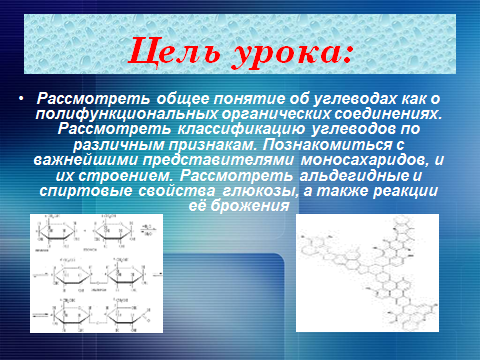 Цель урока:
• Рассмотреть общее понятие об углеводах как о
полифункциональных органических соединениях.
Рассмотреть классификацию углеводов по
различным признакам. Познакомиться с
важнейшими представителями моносахаридов, и
их строением. Рассмотреть альдегидные и
спиртовые свойства глюкозы, а также реакции
её брожения